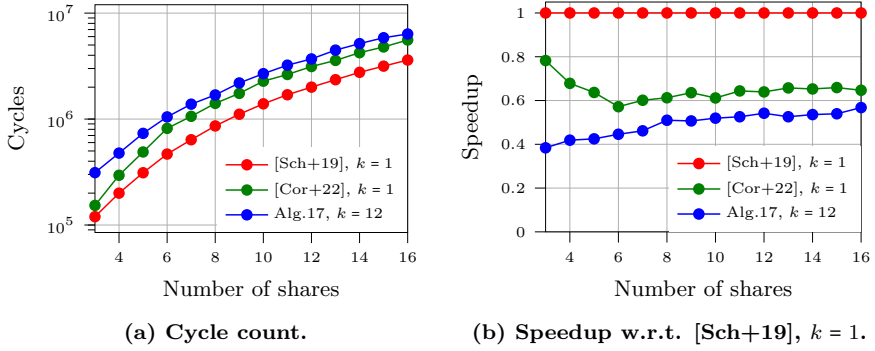 10^7
10^6
10^5
Cycles
[Sch+19], k = 1
[Cor+22], k = 1
Alg.17, k = 12
4 6 8 10 12 14 16
Number of shares
(a) Cycle count.
1
0.8
0.6
0.4
0.2
0
Speedup
[Sch+19], k = 1
[Cor+22], k = 1
Alg.17, k = 12
4 6 8 10 12 14 16
Number of shares
(b) Speedup w.r.t. [Sch+19], k = 1.